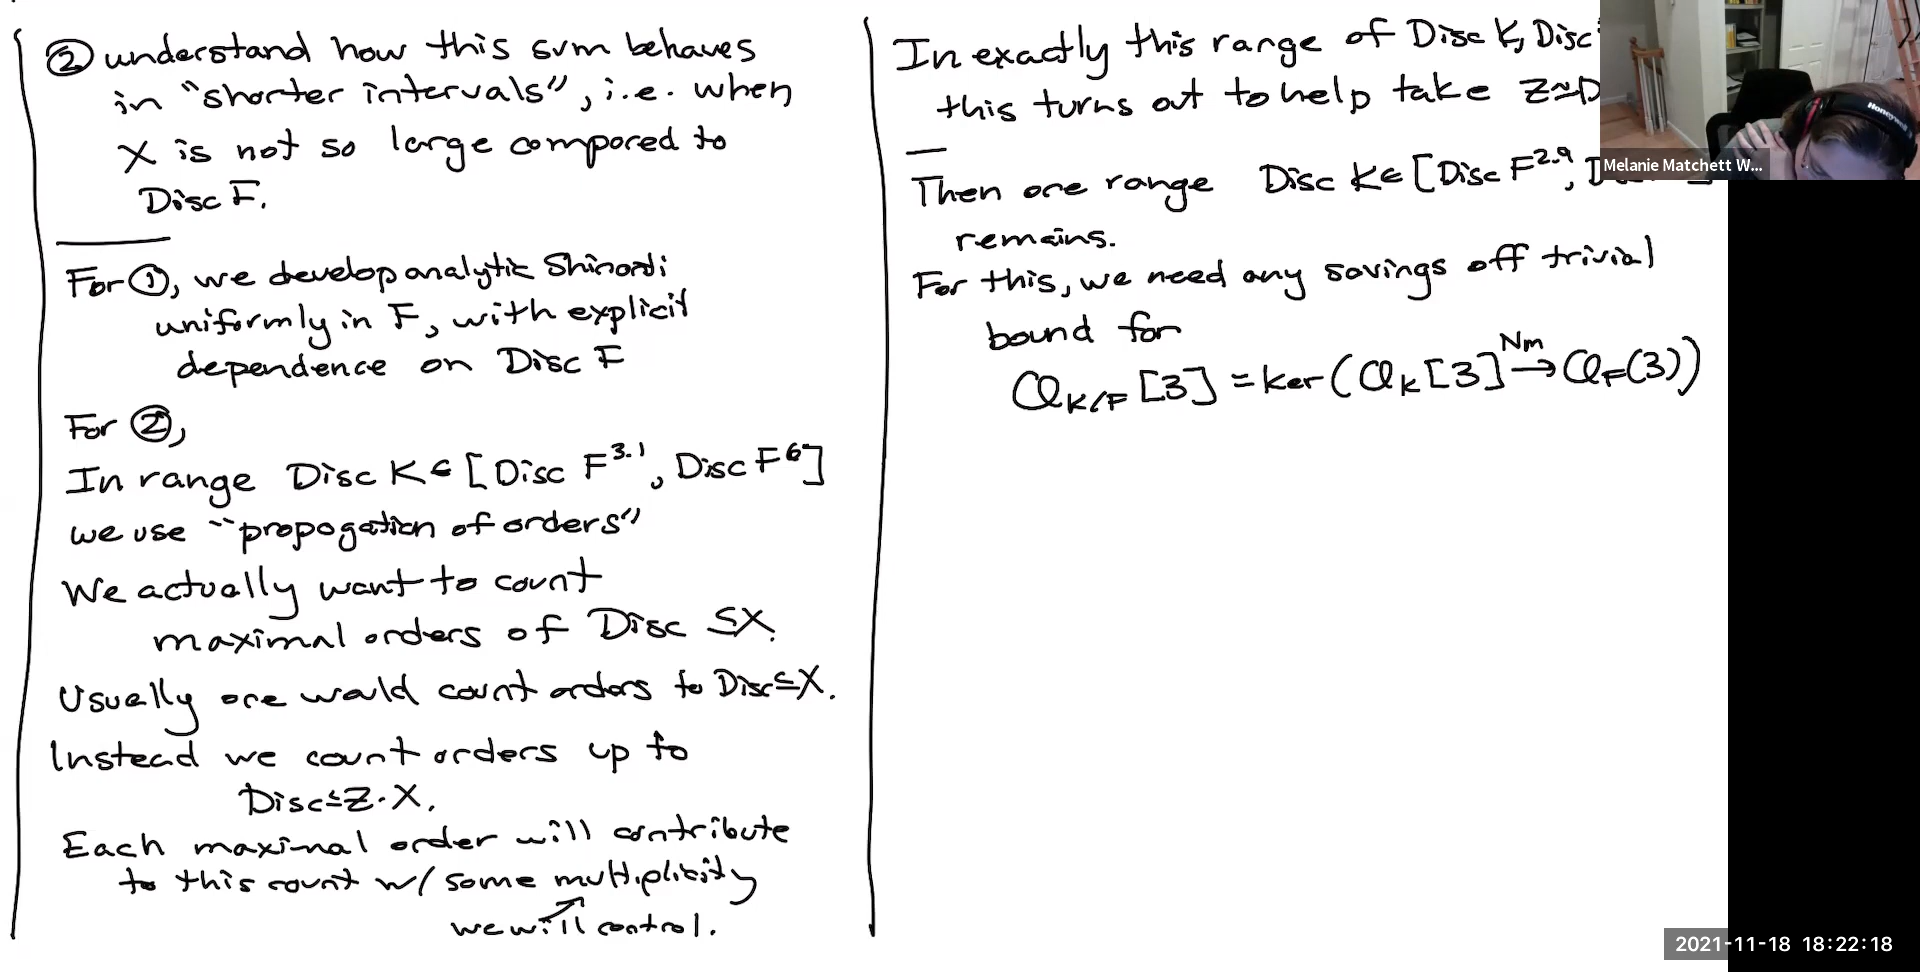 ② understand how this sum behaves
in "shorter intervals", i.e. when
X is not so large compared to
Disc F.
For ①, we develop analytic Shintani
uniformly in F, with explicit
dependence on Disc F
For ②,
In range Disc K ∈ [Disc F^3.1, Disc F^6]
we use "propogation of orders"
We actually want to count
maximal orders of Disc ≤X.
Usually one would count orders to Disc≤X.
Instead we count orders up to
Disc≤Z·X.
Each maximal order will contribute
to this count w/ some multiplicity
we will control.
In exactly this range of Disc K, Disc
this turns out to help take Z≈D
Then one range Disc K∈[Disc F^2.9,
remains.
For this, we need any savings off trivial
bound for
Cl_K/F [3] = ker(Cl_K[3] Nm→ Cl_F(3))
Honeywell
Melanie Matchett W...
2021-11-18 18:22:18